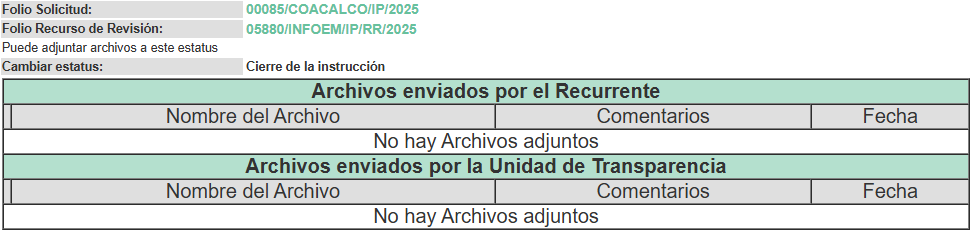 Folio Solicitud: 00085/COACALCO/IP/2025
Folio Recurso de Revisión: 05880/INFOEM/IP/RR/2025
Puede adjuntar archivos a este estatus
Cambiar estatus: Cierre de la instrucción
Archivos enviados por el Recurrente
Nombre del Archivo Comentarios Fecha
No hay Archivos adjuntos
Archivos enviados por la Unidad de Transparencia
Nombre del Archivo Comentarios Fecha
No hay Archivos adjuntos